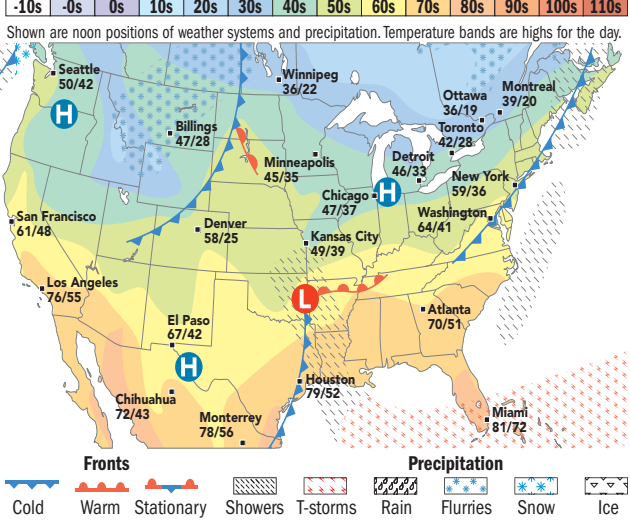 -10s -0s 0s 10s 20s 30s 40s 50s 60s 70s 80s 90s 100s 110s
Shown are noon positions of weather systems and precipitation. Temperature bands are highs for the day.
Seattle
50/42
Winnipeg
36/22
Ottawa
36/19
Montreal
39/20
H
Billings
47/28
Toronto
42/28
Minneapolis
45/35
Detroit
46/33
New York
59/36
Chicago
47/37
H
Washington
64/41
San Francisco
61/48
Denver
58/25
Kansas City
49/39
Los Angeles
76/55
L
Atlanta
70/51
El Paso
67/42
H
Houston
79/52
Chihuahua
72/43
Monterrey
78/56
Miami
81/72
Fronts
Cold Warm Stationary
Precipitation
Showers T-storms Rain Flurries Snow Ice